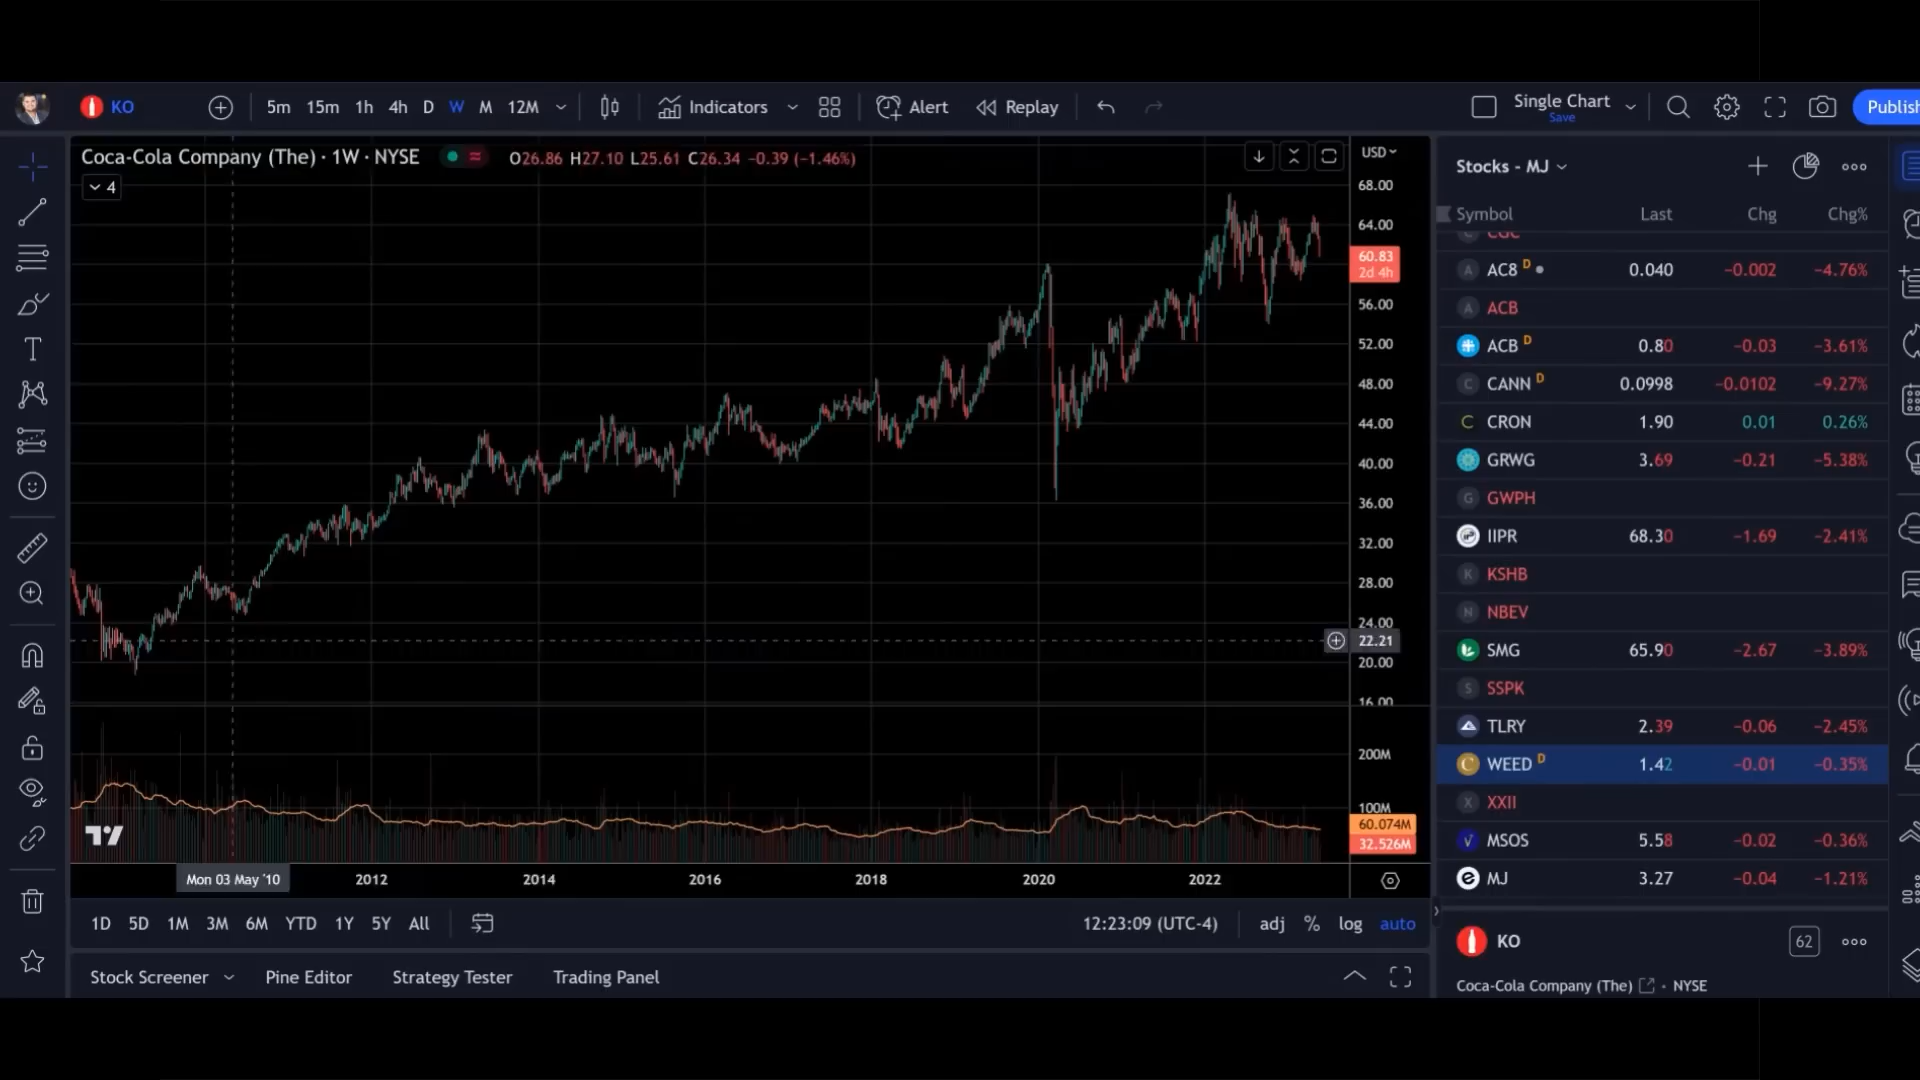 KO 5m 15m 1h 4h D W M 12M Indicators Alert Replay Single Chart Save Publish
Coca-Cola Company (The) · 1W · NYSE O26.86 H27.10 L25.61 C26.34 −0.39 (−1.46%)
4
USD
68.00
64.00
60.83
2d 4h
56.00
52.00
48.00
44.00
40.00
36.00
32.00
28.00
24.00
22.21
20.00
16.00
200M
100M
60.074M
32.526M
Mon 03 May '10 2012 2014 2016 2018 2020 2022
1D 5D 1M 3M 6M YTD 1Y 5Y All 12:23:09 (UTC-4) adj % log auto
Stock Screener Pine Editor Strategy Tester Trading Panel
Stocks - MJ
Symbol Last Chg Chg%
C CGC
A AC8 D 0.040 −0.002 −4.76%
A ACB
ACB D 0.80 −0.03 −3.61%
C CANN D 0.0998 −0.0102 −9.27%
C CRON 1.90 0.01 0.26%
GRWG 3.69 −0.21 −5.38%
G GWPH
IIPR 68.30 −1.69 −2.41%
K KSHB
N NBEV
SMG 65.90 −2.67 −3.89%
S SSPK
TLRY 2.39 −0.06 −2.45%
C WEED D 1.42 −0.01 −0.35%
X XXII
V MSOS 5.58 −0.02 −0.36%
e MJ 3.27 −0.04 −1.21%
KO 62
Coca-Cola Company (The) · NYSE